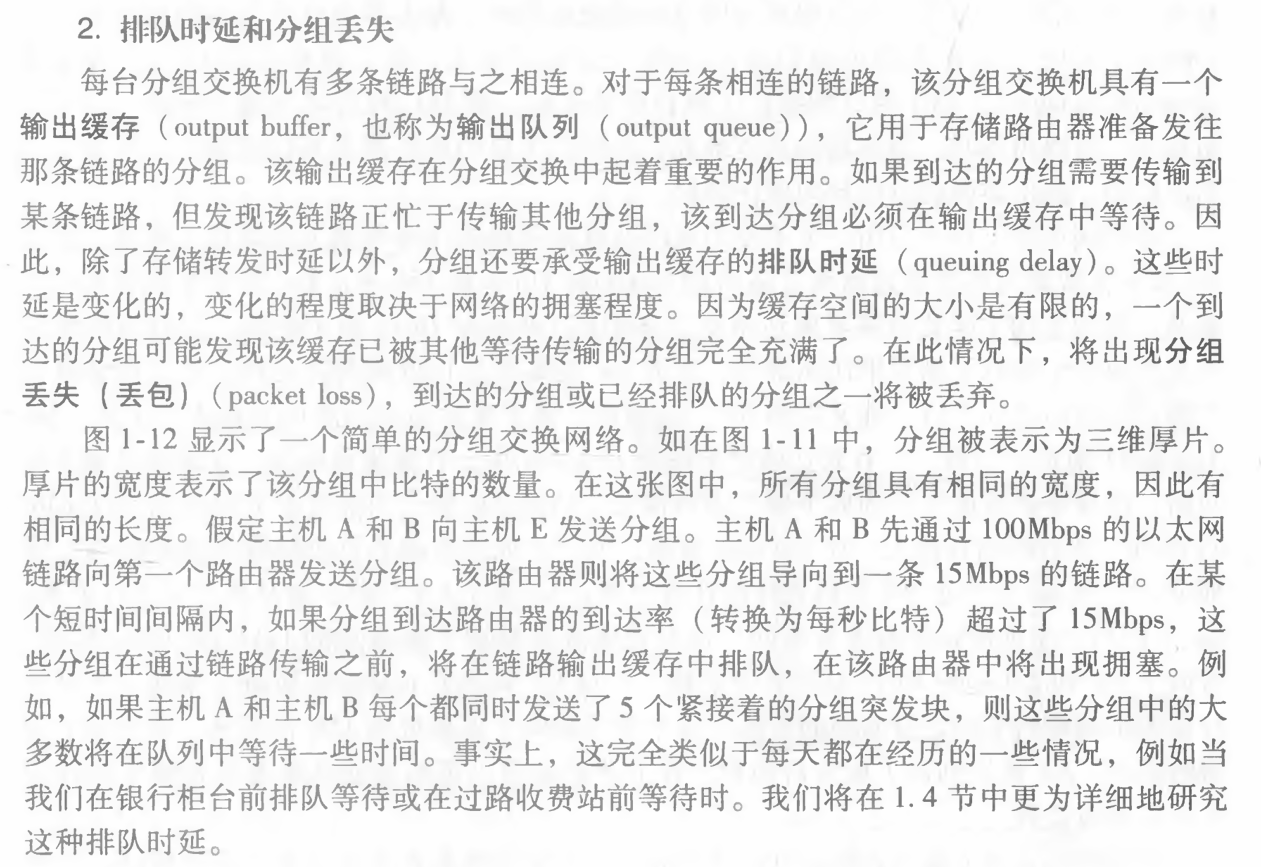 2. 排队时延和分组丢失
每台分组交换机有多条链路与之相连。对于每条相连的链路，该分组交换机具有一个
输出缓存（output buffer，也称为输出队列（output queue）），它用于存储路由器准备发往
那条链路的分组。该输出缓存在分组交换中起着重要的作用。如果到达的分组需要传输到
某条链路，但发现该链路正忙于传输其他分组，该到达分组必须在输出缓存中等待。因
此，除了存储转发时延以外，分组还要承受输出缓存的排队时延（queuing delay）。这些时
延是变化的，变化的程度取决于网络的拥塞程度。因为缓存空间的大小是有限的，一个到
达的分组可能发现该缓存已被其他等待传输的分组完全充满了。在此情况下，将出现分组
丢失（丢包）（packet loss），到达的分组或已经排队的分组之一将被丢弃。
图 1-12 显示了一个简单的分组交换网络。如在图 1-11 中，分组被表示为三维厚片。
厚片的宽度表示了该分组中比特的数量。在这张图中，所有分组具有相同的宽度，因此有
相同的长度。假定主机 A 和 B 向主机 E 发送分组。主机 A 和 B 先通过 100Mbps 的以太网
链路向第一个路由器发送分组。该路由器则将这些分组导向到一条 15Mbps 的链路。在某
个短时间间隔内，如果分组到达路由器的到达率（转换为每秒比特）超过了 15Mbps，这
些分组在通过链路传输之前，将在链路输出缓存中排队，在该路由器中将出现拥塞。例
如，如果主机 A 和主机 B 每个都同时发送了 5 个紧接着的分组突发块，则这些分组中的大
多数将在队列中等待一些时间。事实上，这完全类似于每天都在经历的一些情况，例如当
我们在银行柜台前排队等待或在过路收费站前等待时。我们将在 1.4 节中更为详细地研究
这种排队时延。